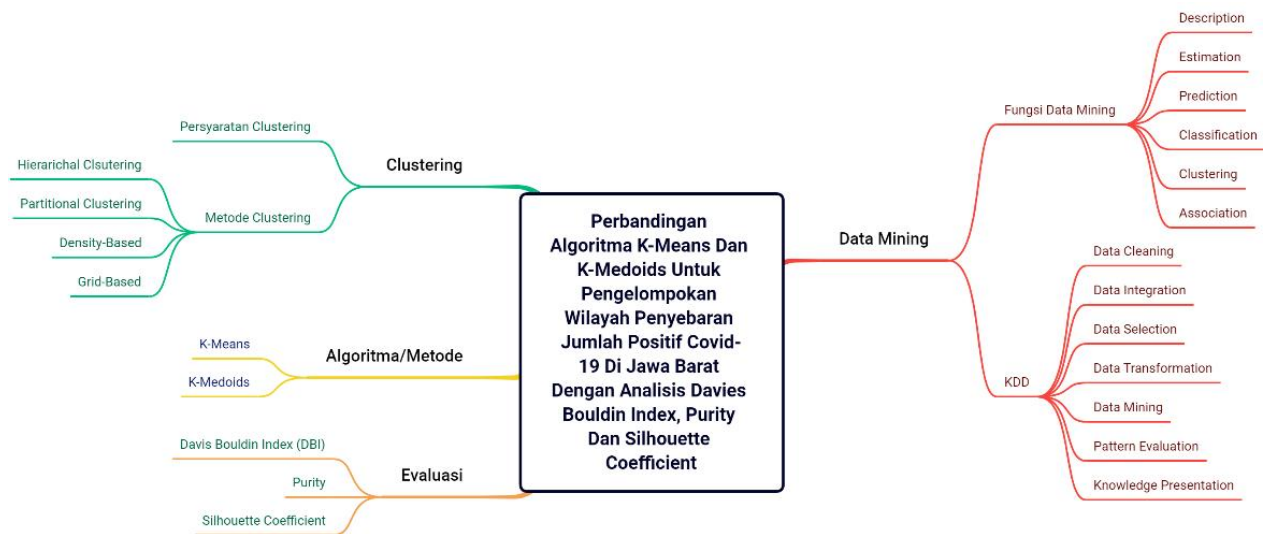 Persyaratan Clustering
Hierarichal Clsutering
Partitional Clustering
Density-Based
Grid-Based
Metode Clustering
Clustering
K-Means
K-Medoids
Algoritma/Metode
Davis Bouldin Index (DBI)
Purity
Silhouette Coefficient
Evaluasi
Perbandingan
Algoritma K-Means Dan
K-Medoids Untuk
Pengelompokan
Wilayah Penyebaran
Jumlah Positif Covid-
19 Di Jawa Barat
Dengan Analisis Davies
Bouldin Index, Purity
Dan Silhouette
Coefficient
Data Mining
Fungsi Data Mining
Description
Estimation
Prediction
Classification
Clustering
Association
KDD
Data Cleaning
Data Integration
Data Selection
Data Transformation
Data Mining
Pattern Evaluation
Knowledge Presentation